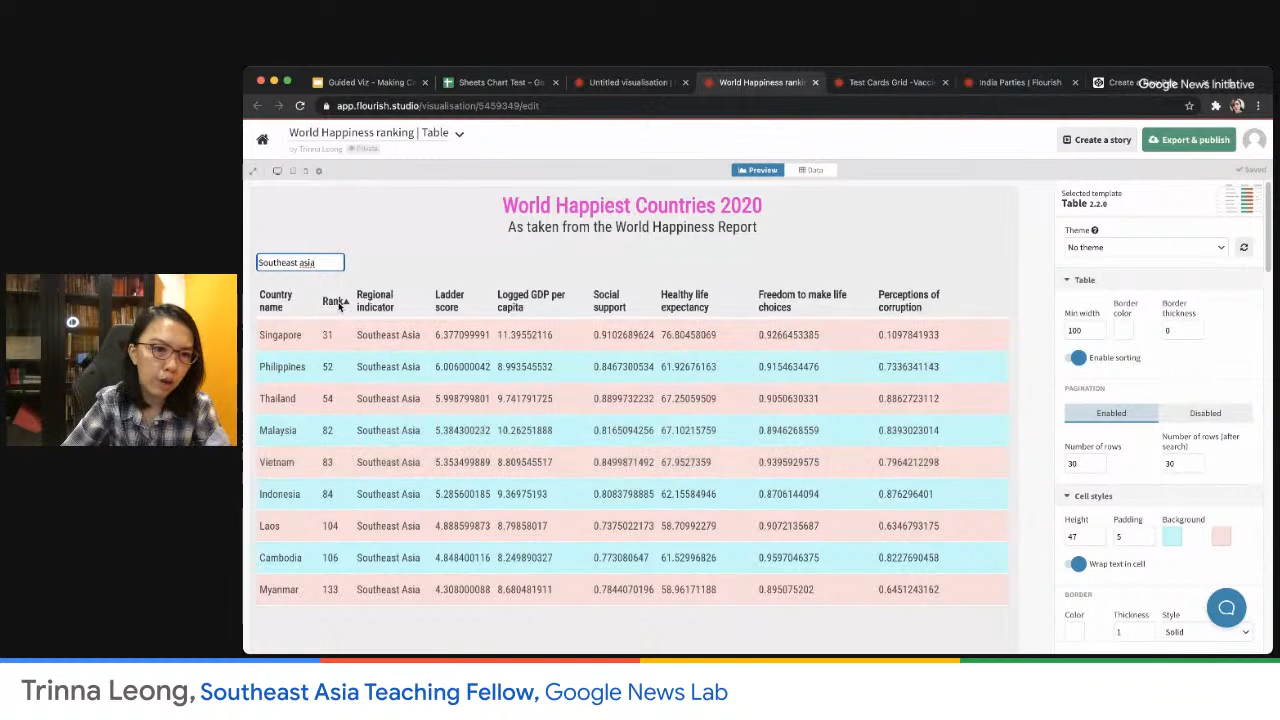 Guided Viz - Making C
Sheets Chart Test - Go
Untitled visualisation |
World Happiness ranki
Test Cards Grid -Vacci
India Parties | Flourish
Create a
Google News Initiative
app.flourish.studio/visualisation/5459349/edit
World Happiness ranking | Table
by Trinna Leong Private
Create a story
Export & publish
Preview
Data
Saved
World Happiest Countries 2020
As taken from the World Happiness Report
Southeast asia
Country name Rank Regional indicator Ladder score Logged GDP per capita Social support Healthy life expectancy Freedom to make life choices Perceptions of corruption
Singapore 31 Southeast Asia 6.377099991 11.39552116 0.9102689624 76.80458069 0.9266453385 0.1097841933
Philippines 52 Southeast Asia 6.006000042 8.993545532 0.8467300534 61.92676163 0.9154634476 0.7336341143
Thailand 54 Southeast Asia 5.998799801 9.741791725 0.8899732232 67.25059509 0.9050630331 0.8862723112
Malaysia 82 Southeast Asia 5.384300232 10.26251888 0.8165094256 67.10215759 0.8946268559 0.8393023014
Vietnam 83 Southeast Asia 5.353499889 8.809545517 0.8499871492 67.9527359 0.9395929575 0.7964212298
Indonesia 84 Southeast Asia 5.285600185 9.36975193 0.8083798885 62.15584946 0.8706144094 0.876296401
Laos 104 Southeast Asia 4.888599873 8.79858017 0.7375022173 58.70992279 0.9072135687 0.6346793175
Cambodia 106 Southeast Asia 4.848400116 8.249890327 0.773080647 61.52996826 0.9597046375 0.8227690458
Myanmar 133 Southeast Asia 4.308000088 8.680481911 0.7844070196 58.96171188 0.895075202 0.6451243162
Selected template
Table 2.2.0
Theme
No theme
Table
Min width Border color Border thickness
100 0
Enable sorting
PAGINATION
Enabled Disabled
Number of rows Number of rows (after search)
30 30
Cell styles
Height Padding Background
47 5
Wrap text in cell
BORDER
Color Thickness Style
1 Solid
Trinna Leong, Southeast Asia Teaching Fellow, Google News Lab